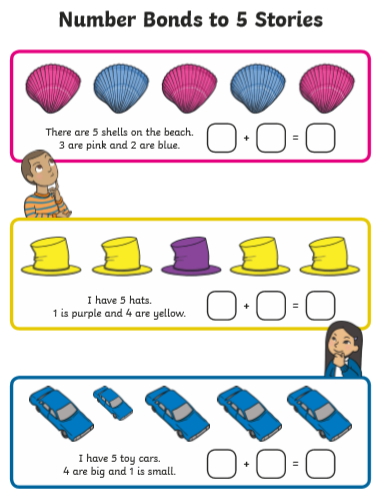 Number Bonds to 5 Stories
There are 5 shells on the beach.
3 are pink and 2 are blue.
+ =
I have 5 hats.
1 is purple and 4 are yellow.
+ =
I have 5 toy cars.
4 are big and 1 is small.
+ =